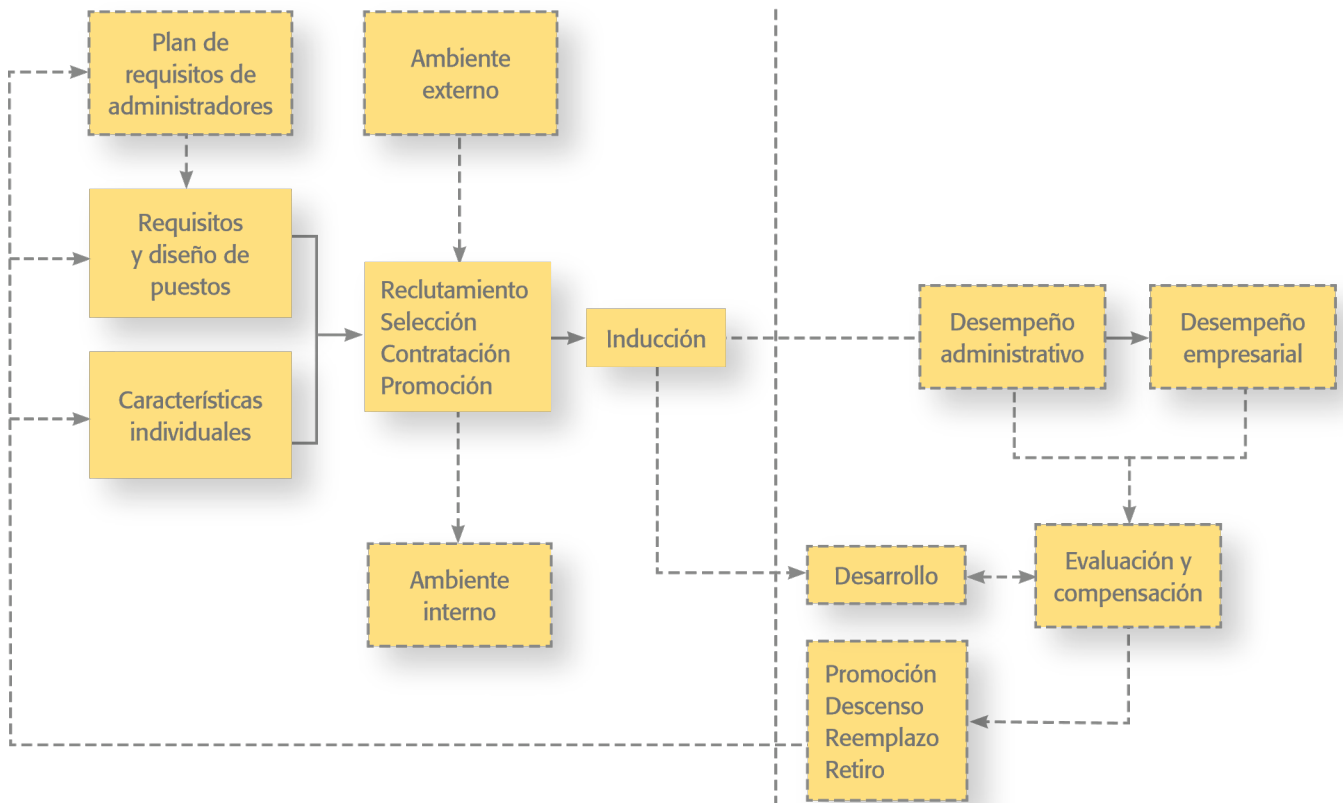 Plan de
requisitos de
administradores
Ambiente
externo
Requisitos
y diseño de
puestos
Características
individuales
Reclutamiento
Selección
Contratación
Promoción
Inducción
Desempeño
administrativo
Desempeño
empresarial
Ambiente
interno
Desarrollo
Evaluación y
compensación
Promoción
Descenso
Reemplazo
Retiro